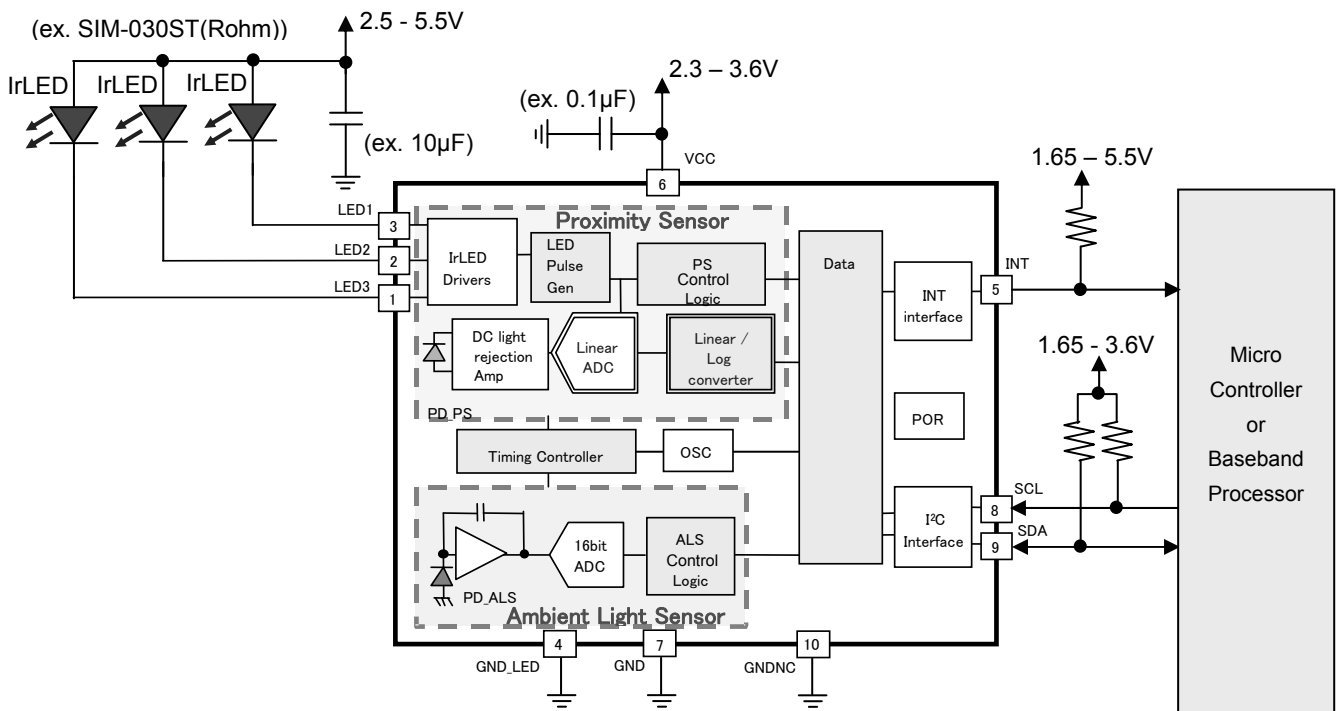 (ex. SIM-030ST(Rohm))
2.5 - 5.5V
IrLED
IrLED
IrLED
(ex. 10μF)
2.3 – 3.6V
(ex. 0.1μF)
VCC
6
1.65 – 5.5V
LED1
3
LED2
2
LED3
1
Proximity Sensor
IrLED
Drivers
LED
Pulse
Gen
PS
Control
Logic
Data
INT
interface
INT
5
DC light
rejection
Amp
Linear
ADC
Linear /
Log
converter
PD_PS
1.65 - 3.6V
POR
Timing Controller
OSC
Micro
Controller
or
Baseband
Processor
I²C
Interface
SCL
8
SDA
9
16bit
ADC
ALS
Control
Logic
PD_ALS
Ambient Light Sensor
4
GND_LED
7
GND
10
GNDNC